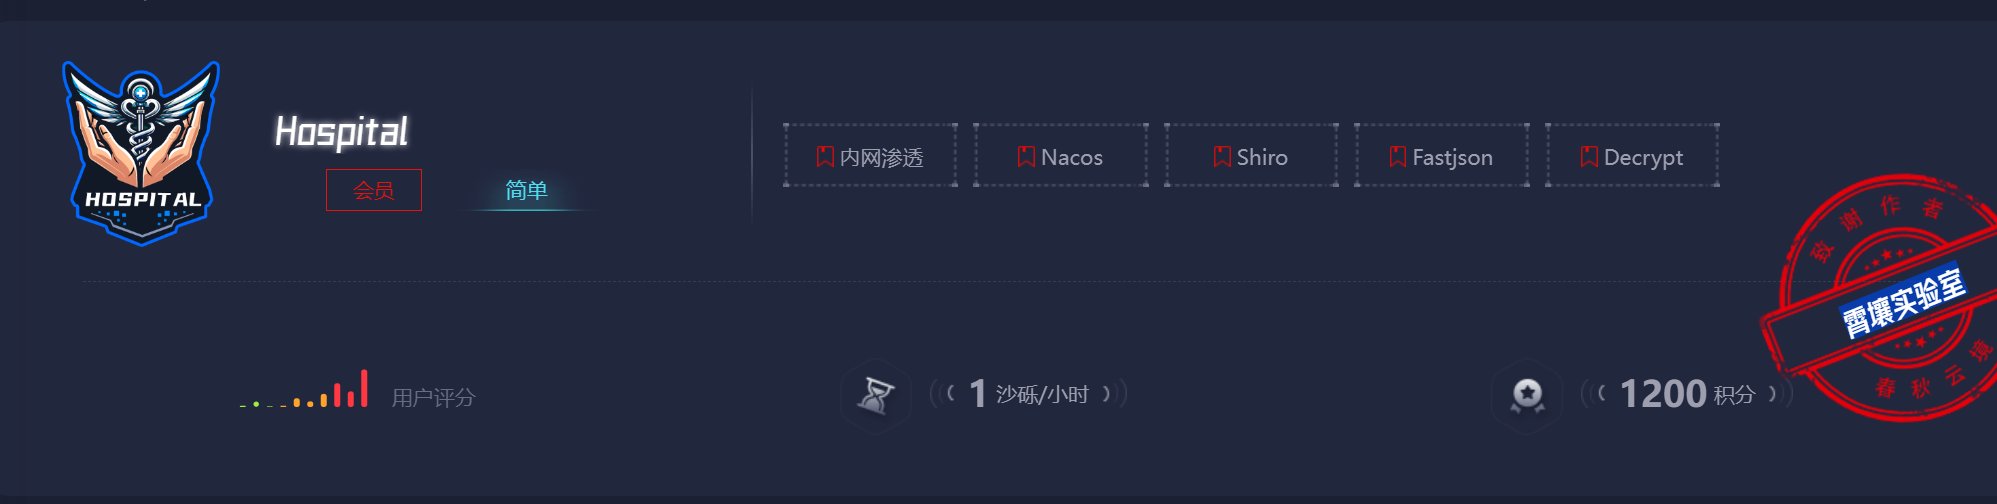 HOSPITAL
Hospital
会员
简单
内网渗透
Nacos
Shiro
Fastjson
Decrypt
致谢作者
霄壤实验室
春秋云境
用户评分
1 沙砾/小时
1200 积分